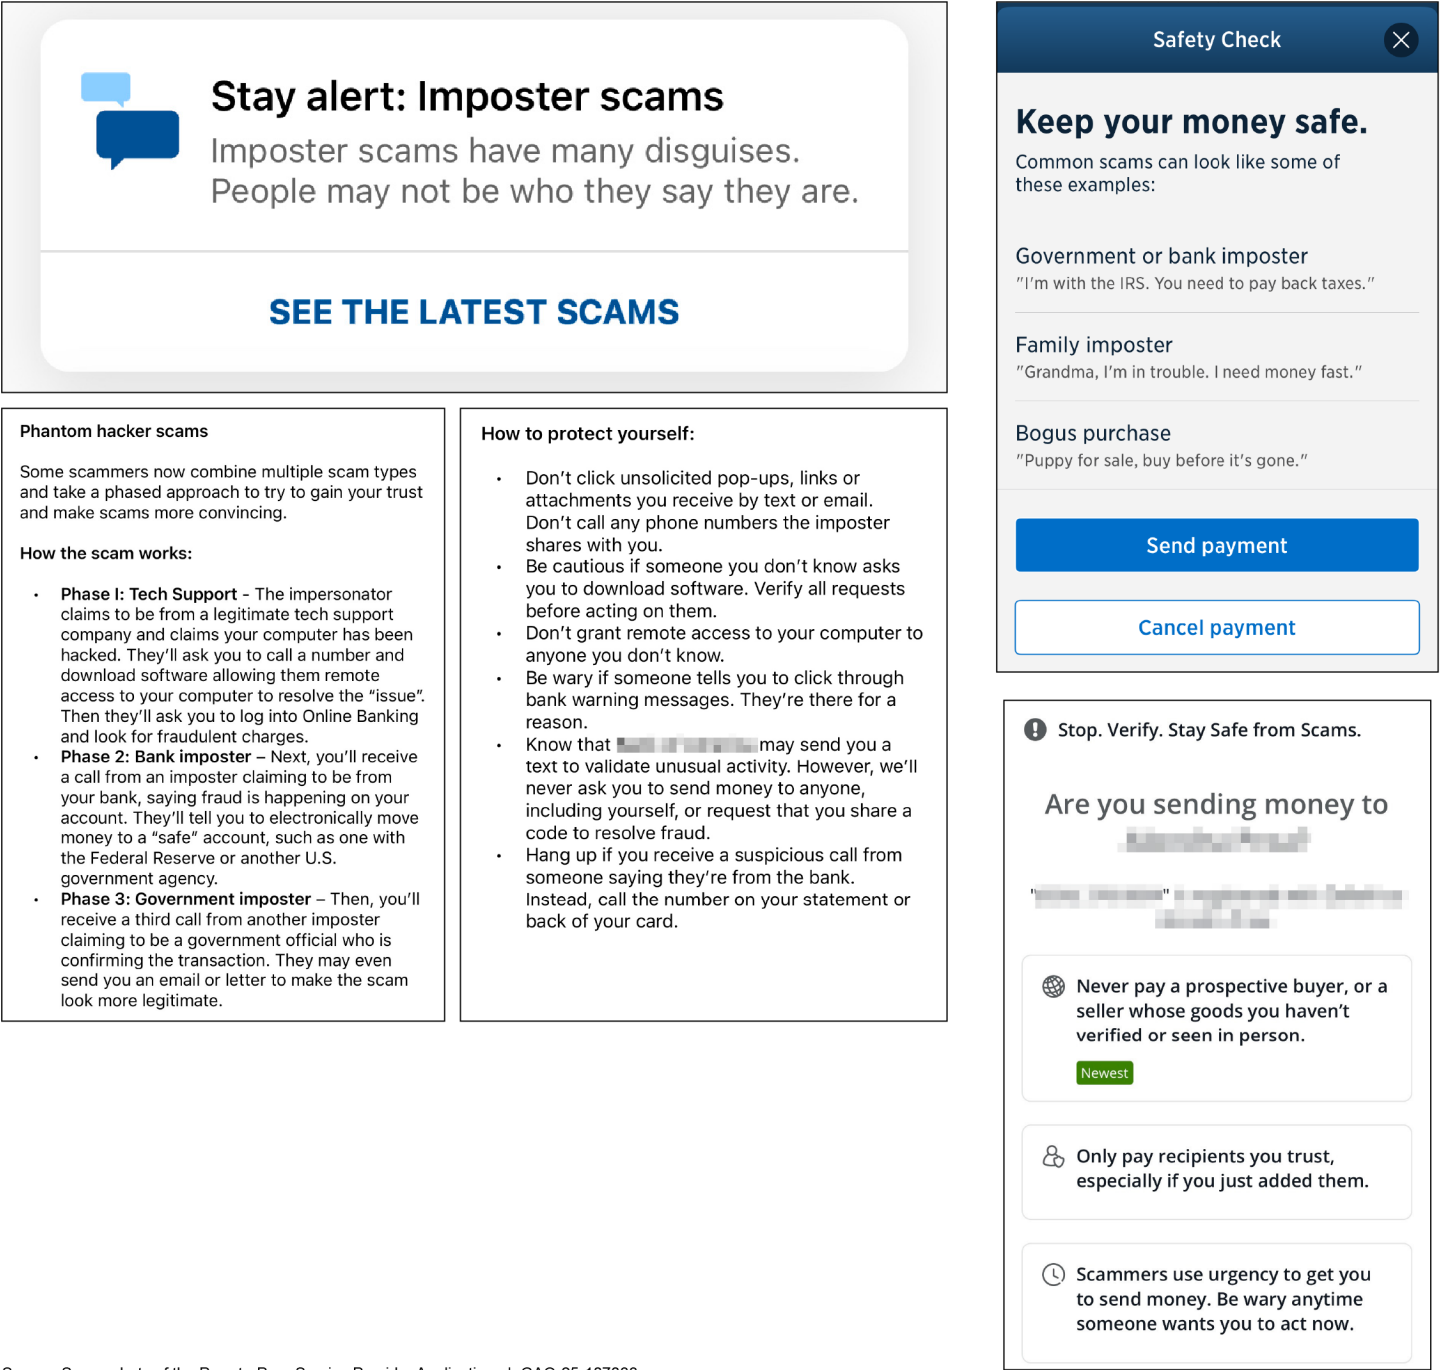 Stay alert: Imposter scams
Imposter scams have many disguises.
People may not be who they say they are.
SEE THE LATEST SCAMS
Phantom hacker scams
Some scammers now combine multiple scam types
and take a phased approach to try to gain your trust
and make scams more convincing.
How the scam works:
• Phase I: Tech Support - The impersonator
claims to be from a legitimate tech support
company and claims your computer has been
hacked. They’ll ask you to call a number and
download software allowing them remote
access to your computer to resolve the “issue”.
Then they’ll ask you to log into Online Banking
and look for fraudulent charges.
• Phase 2: Bank imposter – Next, you’ll receive
a call from an imposter claiming to be from
your bank, saying fraud is happening on your
account. They’ll tell you to electronically move
money to a “safe” account, such as one with
the Federal Reserve or another U.S.
government agency.
• Phase 3: Government imposter – Then, you’ll
receive a third call from another imposter
claiming to be a government official who is
confirming the transaction. They may even
send you an email or letter to make the scam
look more legitimate.
How to protect yourself:
• Don’t click unsolicited pop-ups, links or
attachments you receive by text or email.
Don’t call any phone numbers the imposter
shares with you.
• Be cautious if someone you don’t know asks
you to download software. Verify all requests
before acting on them.
• Don’t grant remote access to your computer to
anyone you don’t know.
• Be wary if someone tells you to click through
bank warning messages. They’re there for a
reason.
• Know that may send you a
text to validate unusual activity. However, we’ll
never ask you to send money to anyone,
including yourself, or request that you share a
code to resolve fraud.
• Hang up if you receive a suspicious call from
someone saying they’re from the bank.
Instead, call the number on your statement or
back of your card.
Safety Check
Keep your money safe.
Common scams can look like some of
these examples:
Government or bank imposter
"I'm with the IRS. You need to pay back taxes."
Family imposter
"Grandma, I'm in trouble. I need money fast."
Bogus purchase
"Puppy for sale, buy before it's gone."
Send payment
Cancel payment
Stop. Verify. Stay Safe from Scams.
Are you sending money to
Never pay a prospective buyer, or a
seller whose goods you haven’t
verified or seen in person.
Newest
Only pay recipients you trust,
especially if you just added them.
Scammers use urgency to get you
to send money. Be wary anytime
someone wants you to act now.